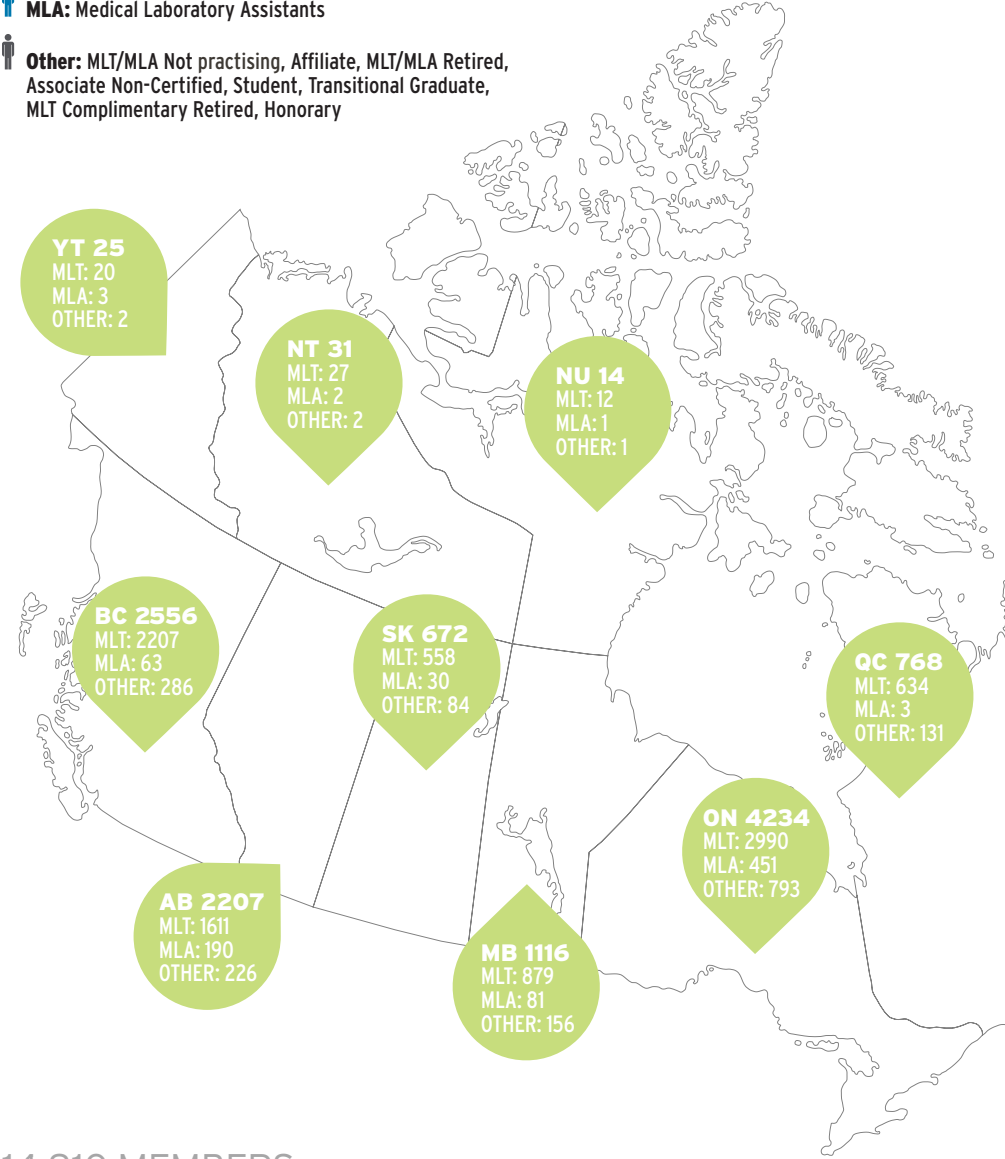 MLA: Medical Laboratory Assistants
Other: MLT/MLA Not practising, Affiliate, MLT/MLA Retired,
Associate Non-Certified, Student, Transitional Graduate,
MLT Complimentary Retired, Honorary
YT 25
MLT: 20
MLA: 3
OTHER: 2
NT 31
MLT: 27
MLA: 2
OTHER: 2
NU 14
MLT: 12
MLA: 1
OTHER: 1
BC 2556
MLT: 2207
MLA: 63
OTHER: 286
SK 672
MLT: 558
MLA: 30
OTHER: 84
QC 768
MLT: 634
MLA: 3
OTHER: 131
ON 4234
MLT: 2990
MLA: 451
OTHER: 793
AB 2207
MLT: 1611
MLA: 190
OTHER: 226
MB 1116
MLT: 879
MLA: 81
OTHER: 156
MEMBERS